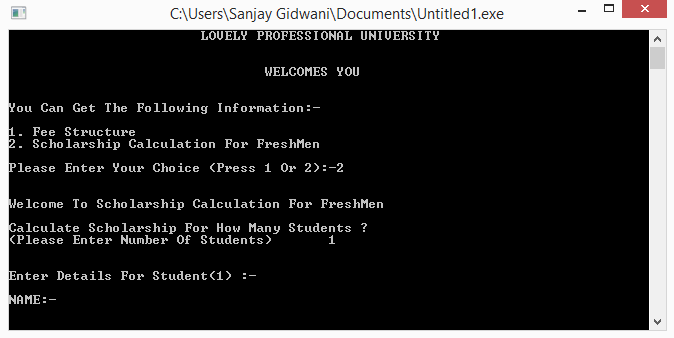 C:\Users\Sanjay Gidwani\Documents\Untitled1.exe
LOVELY PROFESSIONAL UNIVERSITY
WELCOMES YOU
You Can Get The Following Information:-
1. Fee Structure
2. Scholarship Calculation For FreshMen
Please Enter Your Choice (Press 1 Or 2):-2
Welcome To Scholarship Calculation For FreshMen
Calculate Scholarship For How Many Students ?
(Please Enter Number Of Students) 1
Enter Details For Student(1) :-
NAME:-